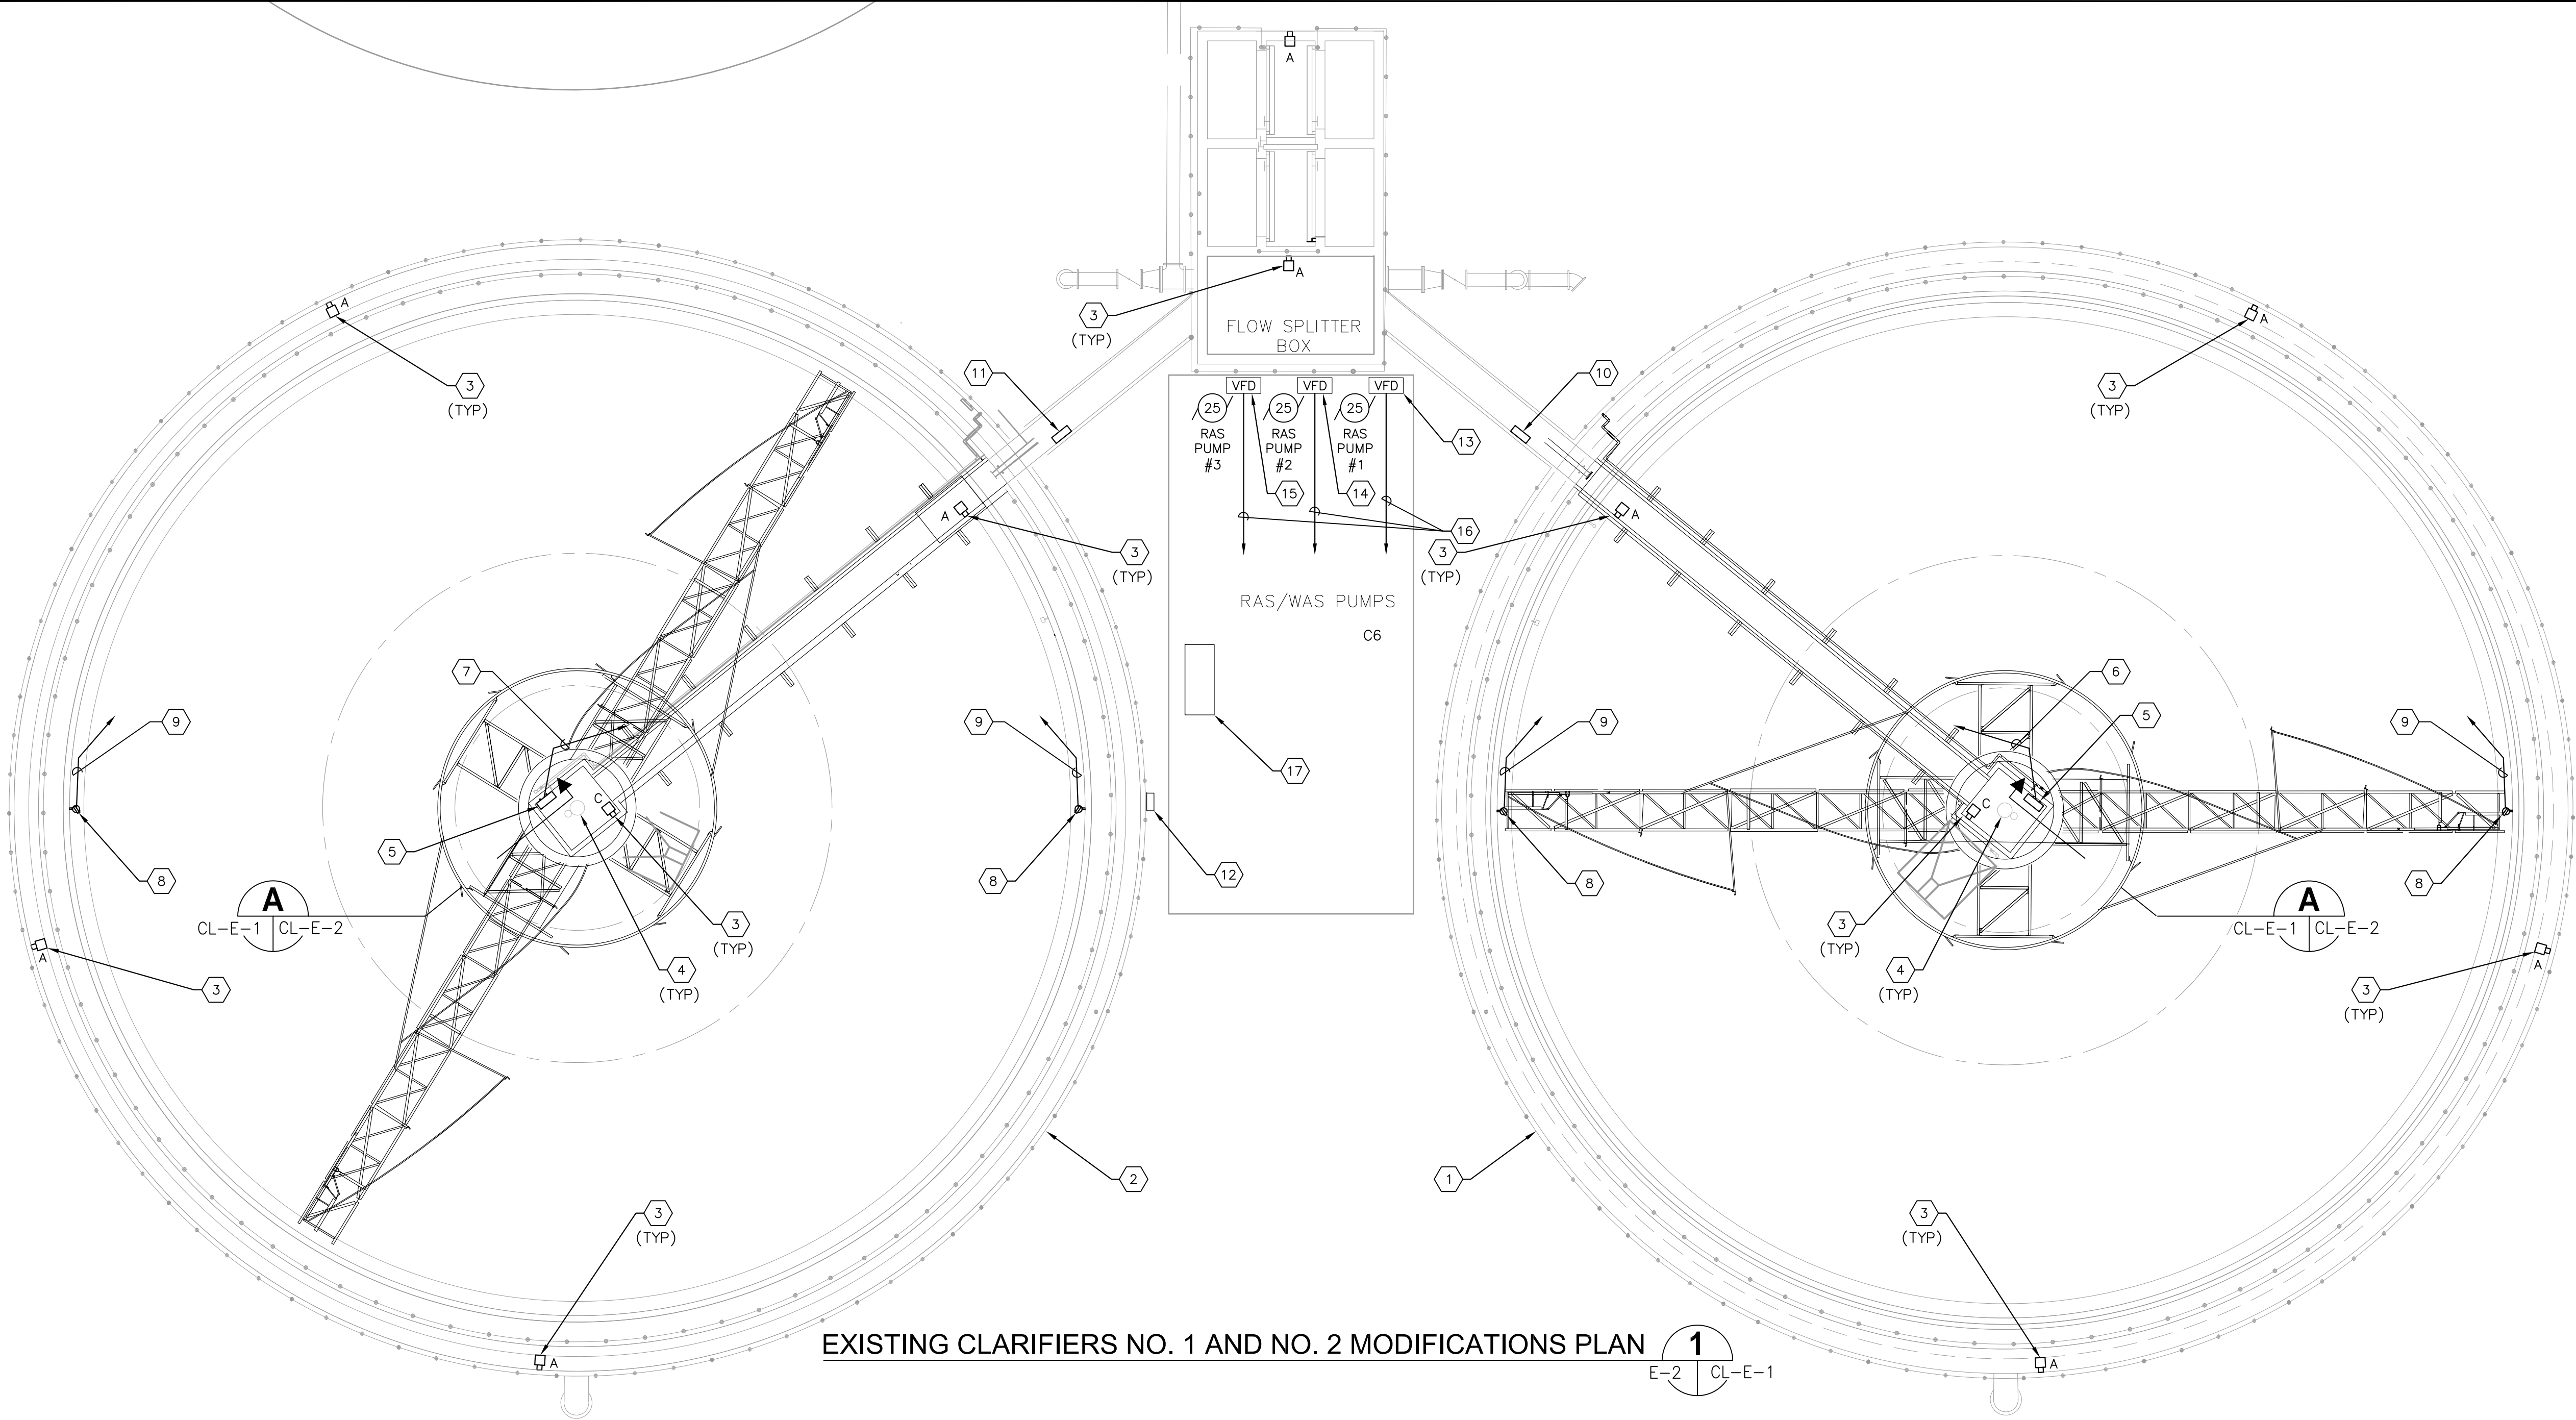 A
A
3
(TYP)
FLOW SPLITTER
BOX
A
3
(TYP)
A
3
(TYP)
11
10
VFD
VFD
VFD
25
25
25
RAS
PUMP
#3
RAS
PUMP
#2
RAS
PUMP
#1
13
15
14
16
A
3
(TYP)
A
3
(TYP)
RAS/WAS PUMPS
C6
7
6
9
9
9
5
9
17
C
C
5
8
8
12
8
8
A
CL-E-1
CL-E-2
3
(TYP)
3
(TYP)
A
CL-E-1
CL-E-2
A
3
4
(TYP)
4
(TYP)
A
3
(TYP)
2
1
3
(TYP)
3
(TYP)
A
A
EXISTING CLARIFIERS NO. 1 AND NO. 2 MODIFICATIONS PLAN
1
E-2
CL-E-1